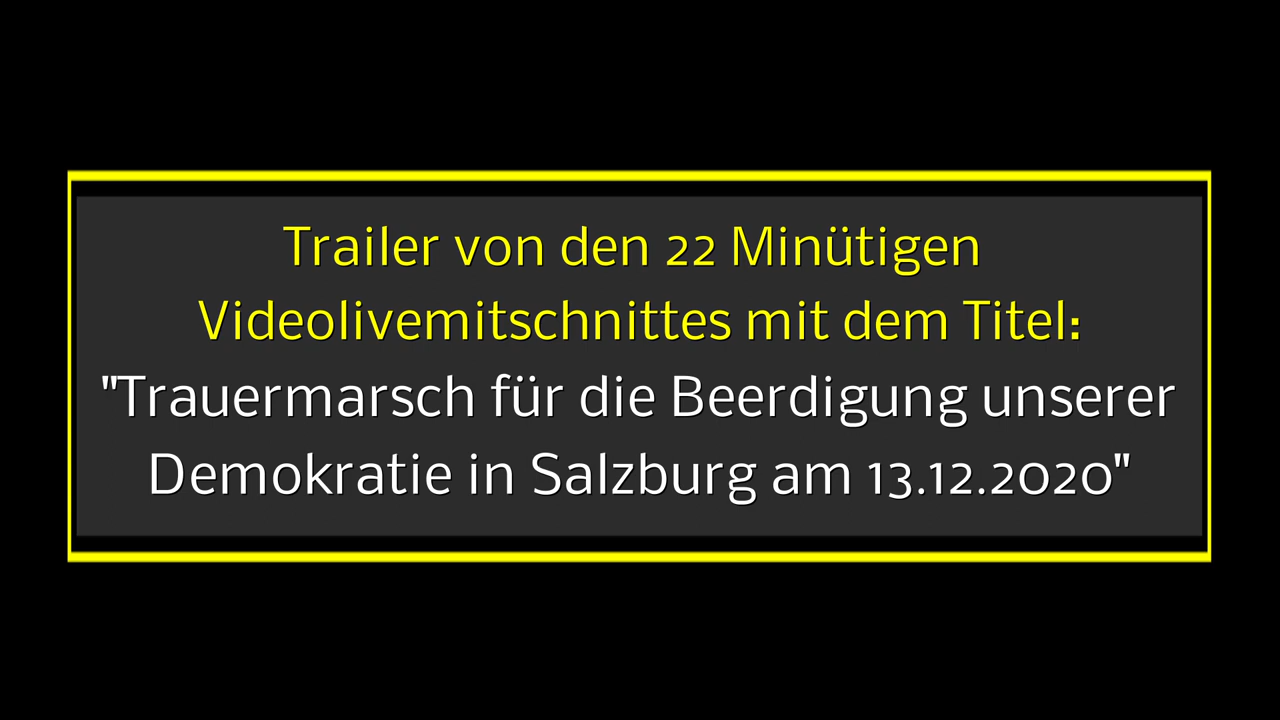 Trailer von den 22 Minütigen
Videolivemitschnittes mit dem Titel:
"Trauermarsch für die Beerdigung unserer
Demokratie in Salzburg am 13.12.2020"